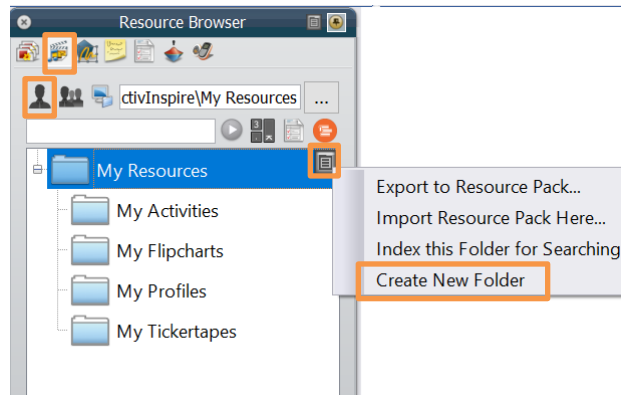 Resource Browser
ctivInspire\My Resources
...
3
My Resources
My Activities
My Flipcharts
My Profiles
My Tickertapes
Export to Resource Pack...
Import Resource Pack Here...
Index this Folder for Searching
Create New Folder